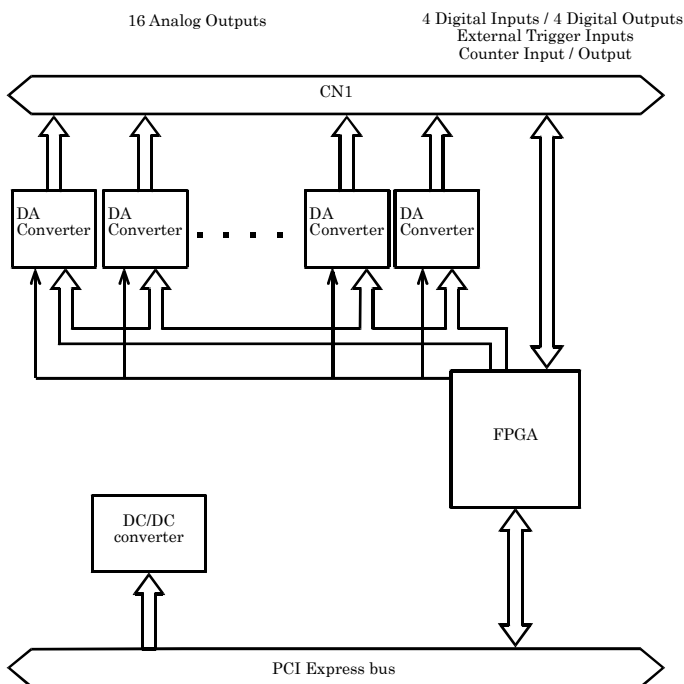 16 Analog Outputs
4 Digital Inputs / 4 Digital Outputs
External Trigger Inputs
Counter Input / Output
CN1
DA
Converter
DA
Converter
DA
Converter
DA
Converter
FPGA
DC/DC
converter
PCI Express bus